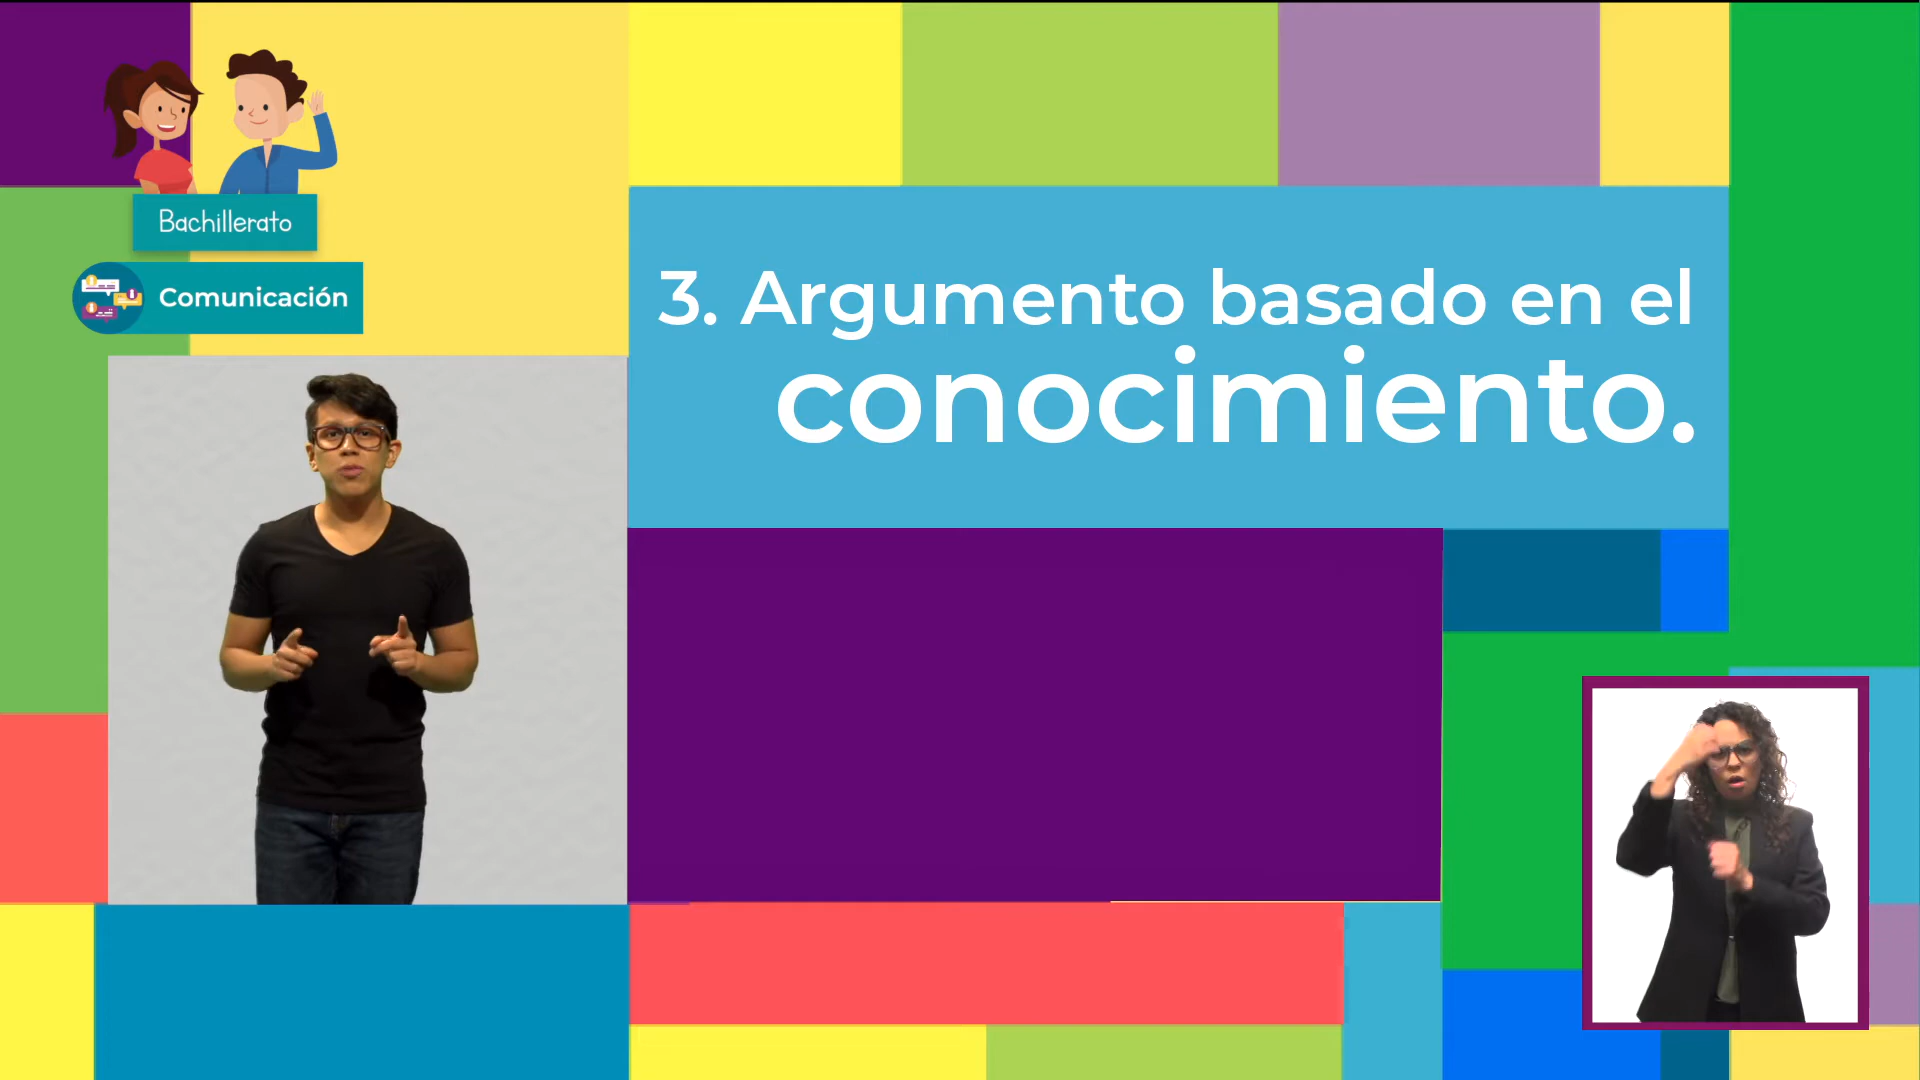 Bachillerato
Comunicación
3. Argumento basado en el
conocimiento.